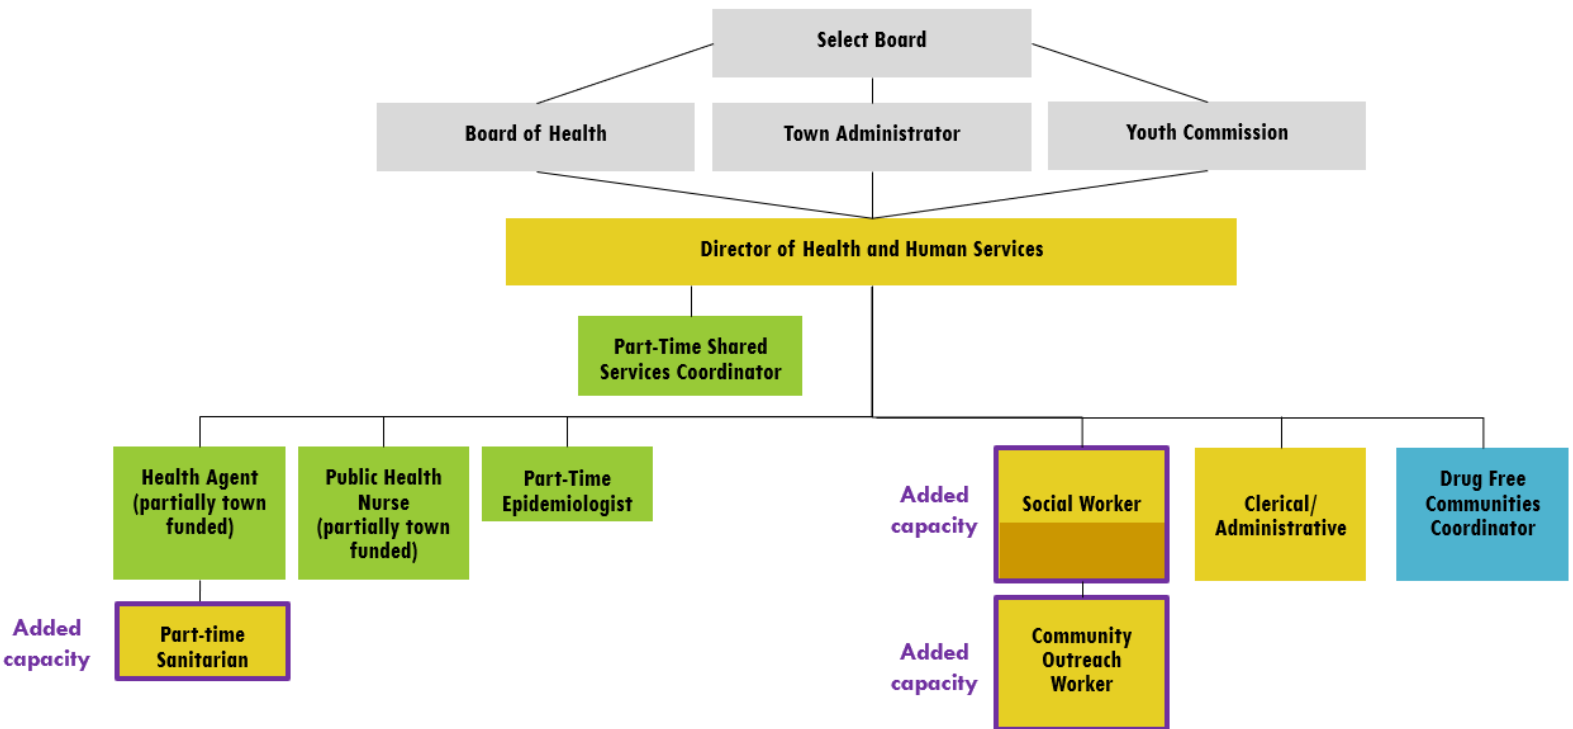 Select Board
Board of Health
Town Administrator
Youth Commission
Director of Health and Human Services
Part-Time Shared
Services Coordinator
Health Agent
(partially town
funded)
Public Health
Nurse
(partially town
funded)
Part-Time
Epidemiologist
Added
capacity
Social Worker
Clerical/
Administrative
Drug Free
Communities
Coordinator
Added
capacity
Part-time
Sanitarian
Added
capacity
Community
Outreach
Worker